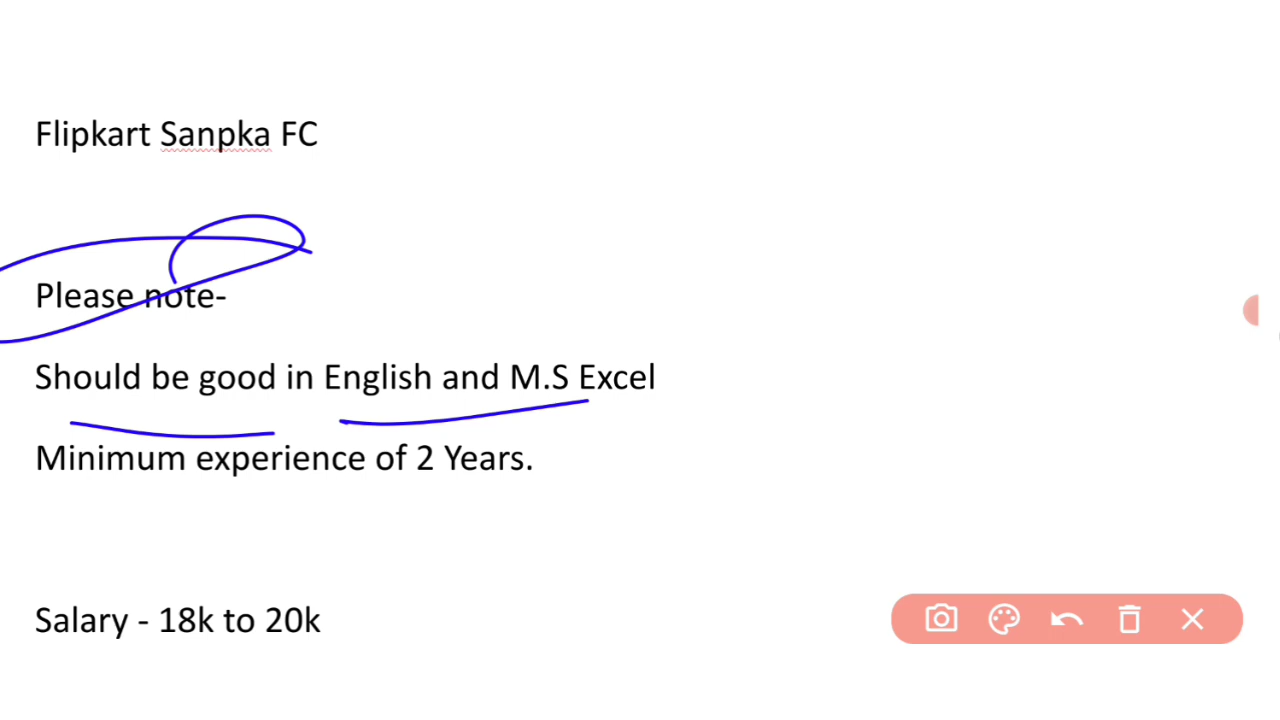 Flipkart Sanpka FC
Please note-
Should be good in English and M.S Excel
Minimum experience of 2 Years.
Salary - 18k to 20k